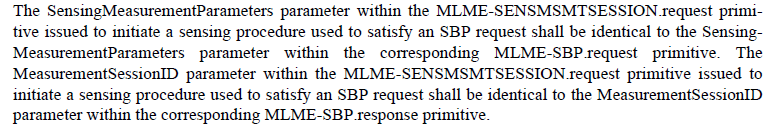 The SensingMeasurementParameters parameter within the MLME-SENSMSMTSESSION.request primi-
tive issued to initiate a sensing procedure used to satisfy an SBP request shall be identical to the Sensing-
MeasurementParameters parameter within the corresponding MLME-SBP.request primitive. The
MeasurementSessionID parameter within the MLME-SENSMSMTSESSION.request primitive issued to
initiate a sensing procedure used to satisfy an SBP request shall be identical to the MeasurementSessionID
parameter within the corresponding MLME-SBP.response primitive.